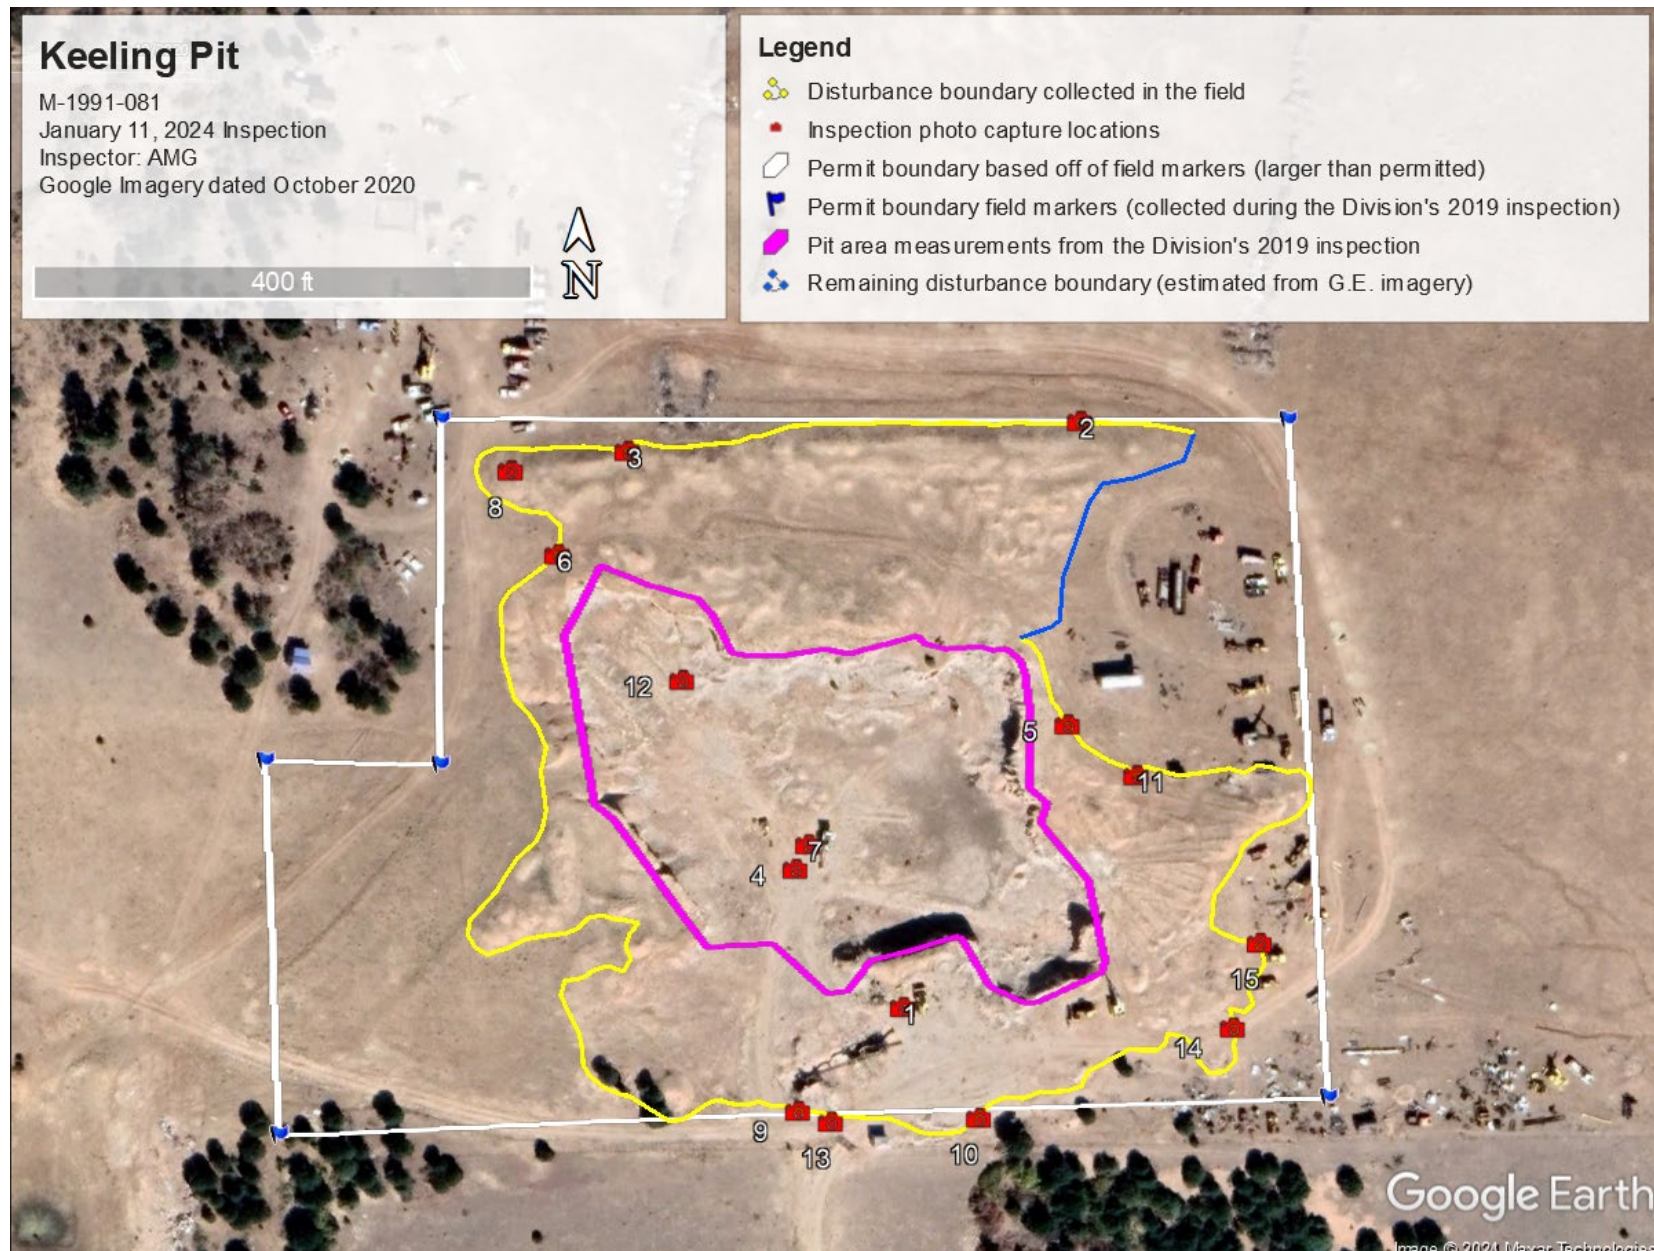 Keeling Pit
M-1991-081
January 11, 2024 Inspection
Inspector: AMG
Google Imagery dated October 2020
400 ft
N
Legend
Disturbance boundary collected in the field
Inspection photo capture locations
Permit boundary based off of field markers (larger than permitted)
Permit boundary field markers (collected during the Division's 2019 inspection)
Pit area measurements from the Division's 2019 inspection
Remaining disturbance boundary (estimated from G.E. imagery)
2
3
8
6
12
5
11
7
4
15
1
14
9
13
10
Google Earth
Image © 2024 Maxar Technologies